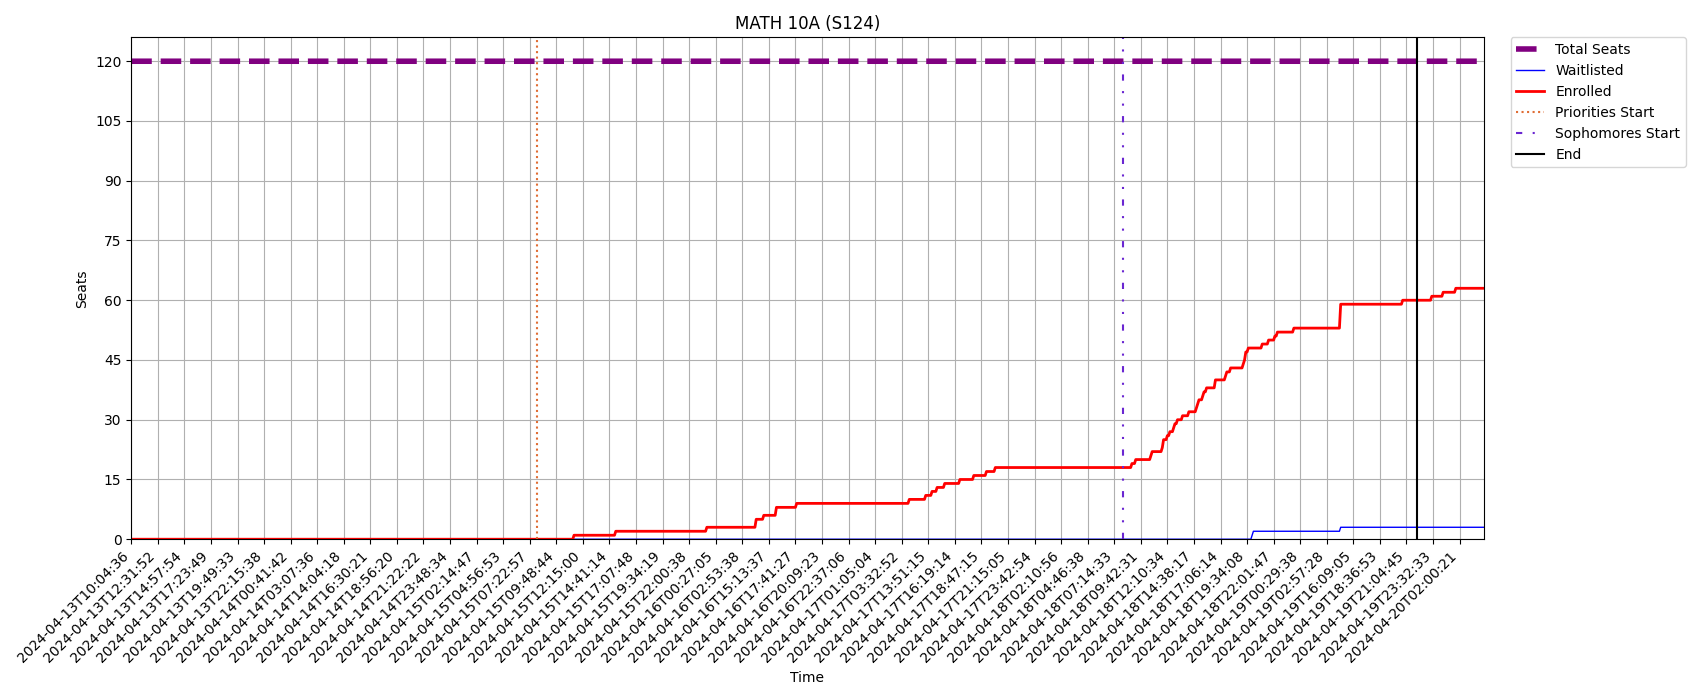 MATH 10A (S124)
Total Seats
Waitlisted
Enrolled
Priorities Start
Sophomores Start
End
120
105
90
75
60
45
30
15
0
Seats
2024-04-13T10:04:36
2024-04-13T12:31:52
2024-04-13T14:57:54
2024-04-13T17:23:49
2024-04-13T19:49:33
2024-04-13T22:15:38
2024-04-14T00:41:42
2024-04-14T03:07:36
2024-04-14T14:04:18
2024-04-14T16:30:21
2024-04-14T18:56:20
2024-04-14T21:22:22
2024-04-14T23:48:34
2024-04-15T02:14:47
2024-04-15T04:56:53
2024-04-15T07:22:57
2024-04-15T09:48:44
2024-04-15T12:15:00
2024-04-15T14:41:14
2024-04-15T17:07:48
2024-04-15T19:34:19
2024-04-15T22:00:38
2024-04-16T00:27:05
2024-04-16T02:53:38
2024-04-16T15:13:37
2024-04-16T17:41:27
2024-04-16T20:09:23
2024-04-16T22:37:06
2024-04-17T01:05:04
2024-04-17T03:32:52
2024-04-17T13:51:15
2024-04-17T16:19:14
2024-04-17T18:47:15
2024-04-17T21:15:05
2024-04-17T23:42:54
2024-04-18T02:10:56
2024-04-18T04:46:38
2024-04-18T07:14:33
2024-04-18T09:42:31
2024-04-18T12:10:34
2024-04-18T14:38:17
2024-04-18T17:06:14
2024-04-18T19:34:08
2024-04-18T22:01:47
2024-04-19T00:29:38
2024-04-19T02:57:28
2024-04-19T16:09:05
2024-04-19T18:36:53
2024-04-19T21:04:45
2024-04-19T23:32:33
2024-04-20T02:00:21
Time